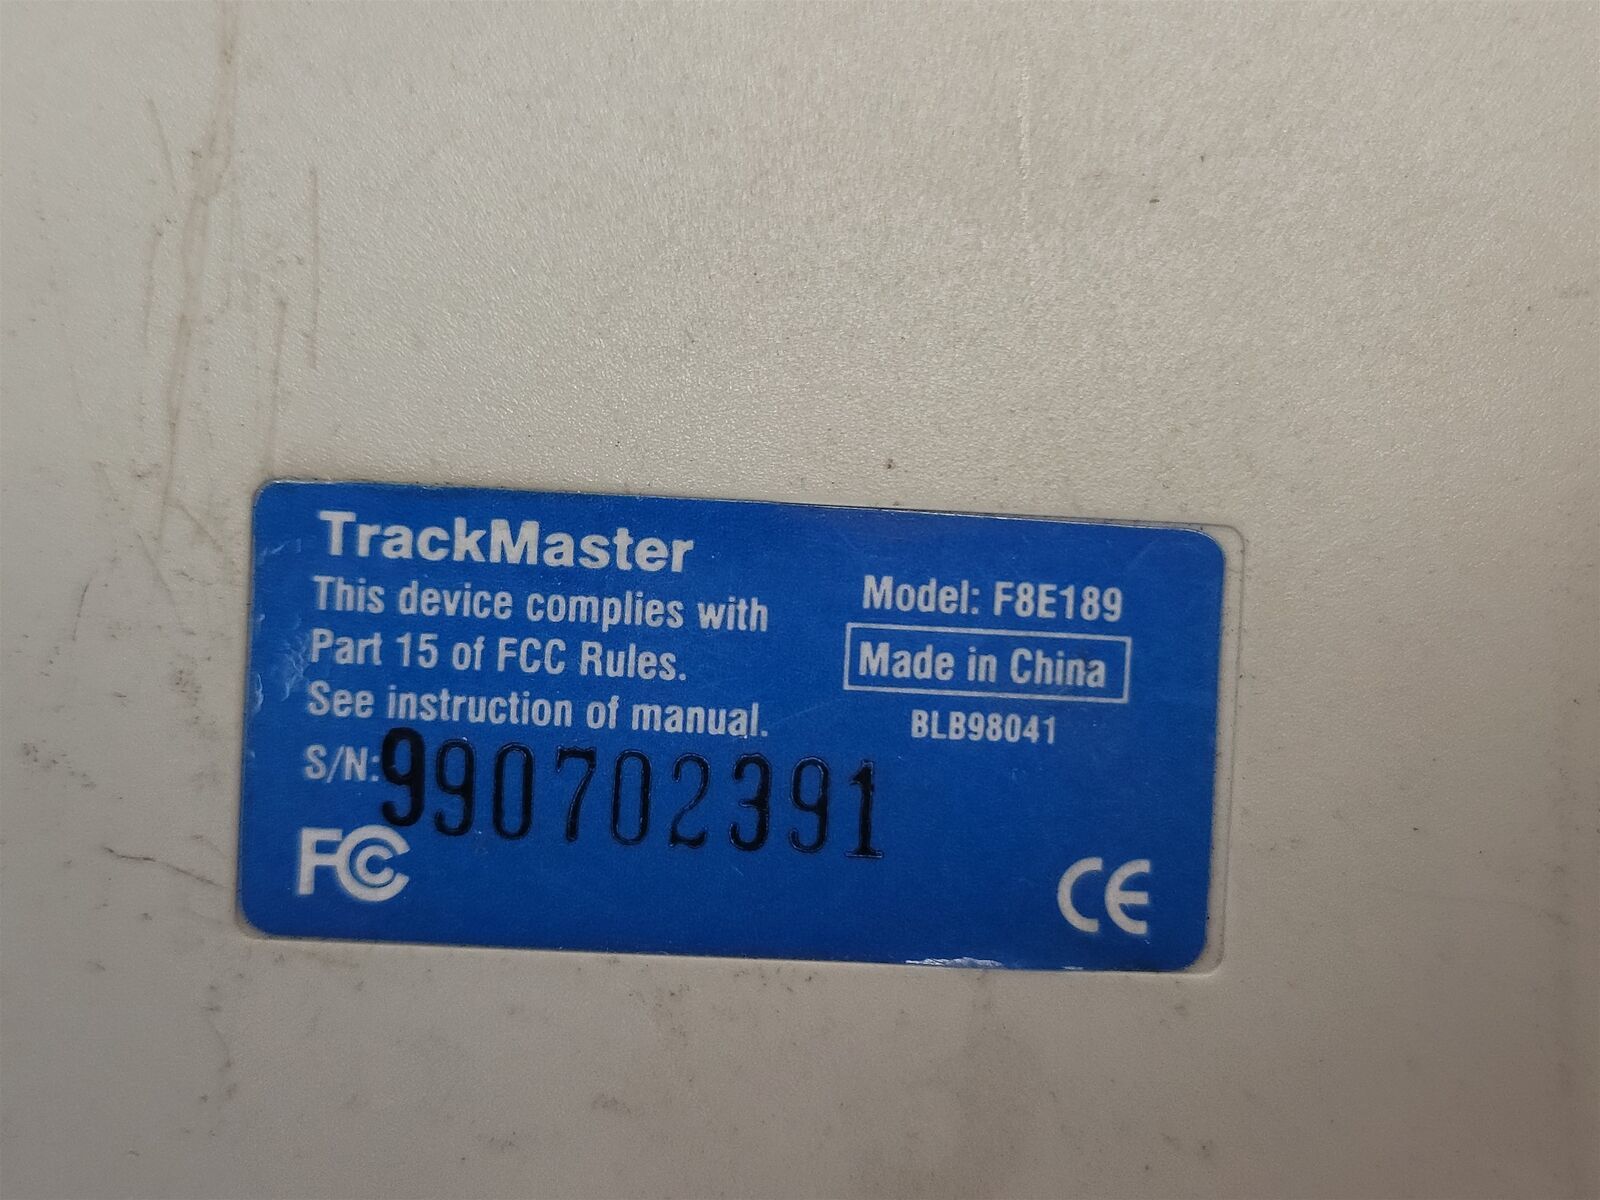 TrackMaster
This device complies with
Part 15 of FCC Rules.
See instruction of manual.
S/N:990702391
FC
Model: F8E189
Made in China
BLB98041
CE